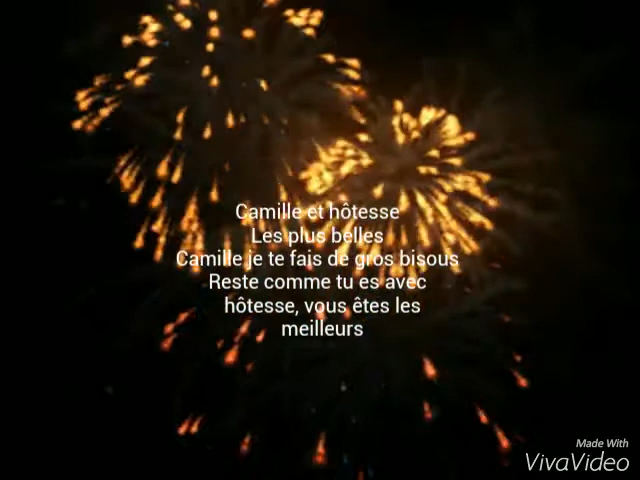 Camille et hôtesse
Les plus belles
Camille je te fais de gros bisous
Reste comme tu es avec
hôtesse, vous êtes les
meilleurs
Made With
VivaVideo